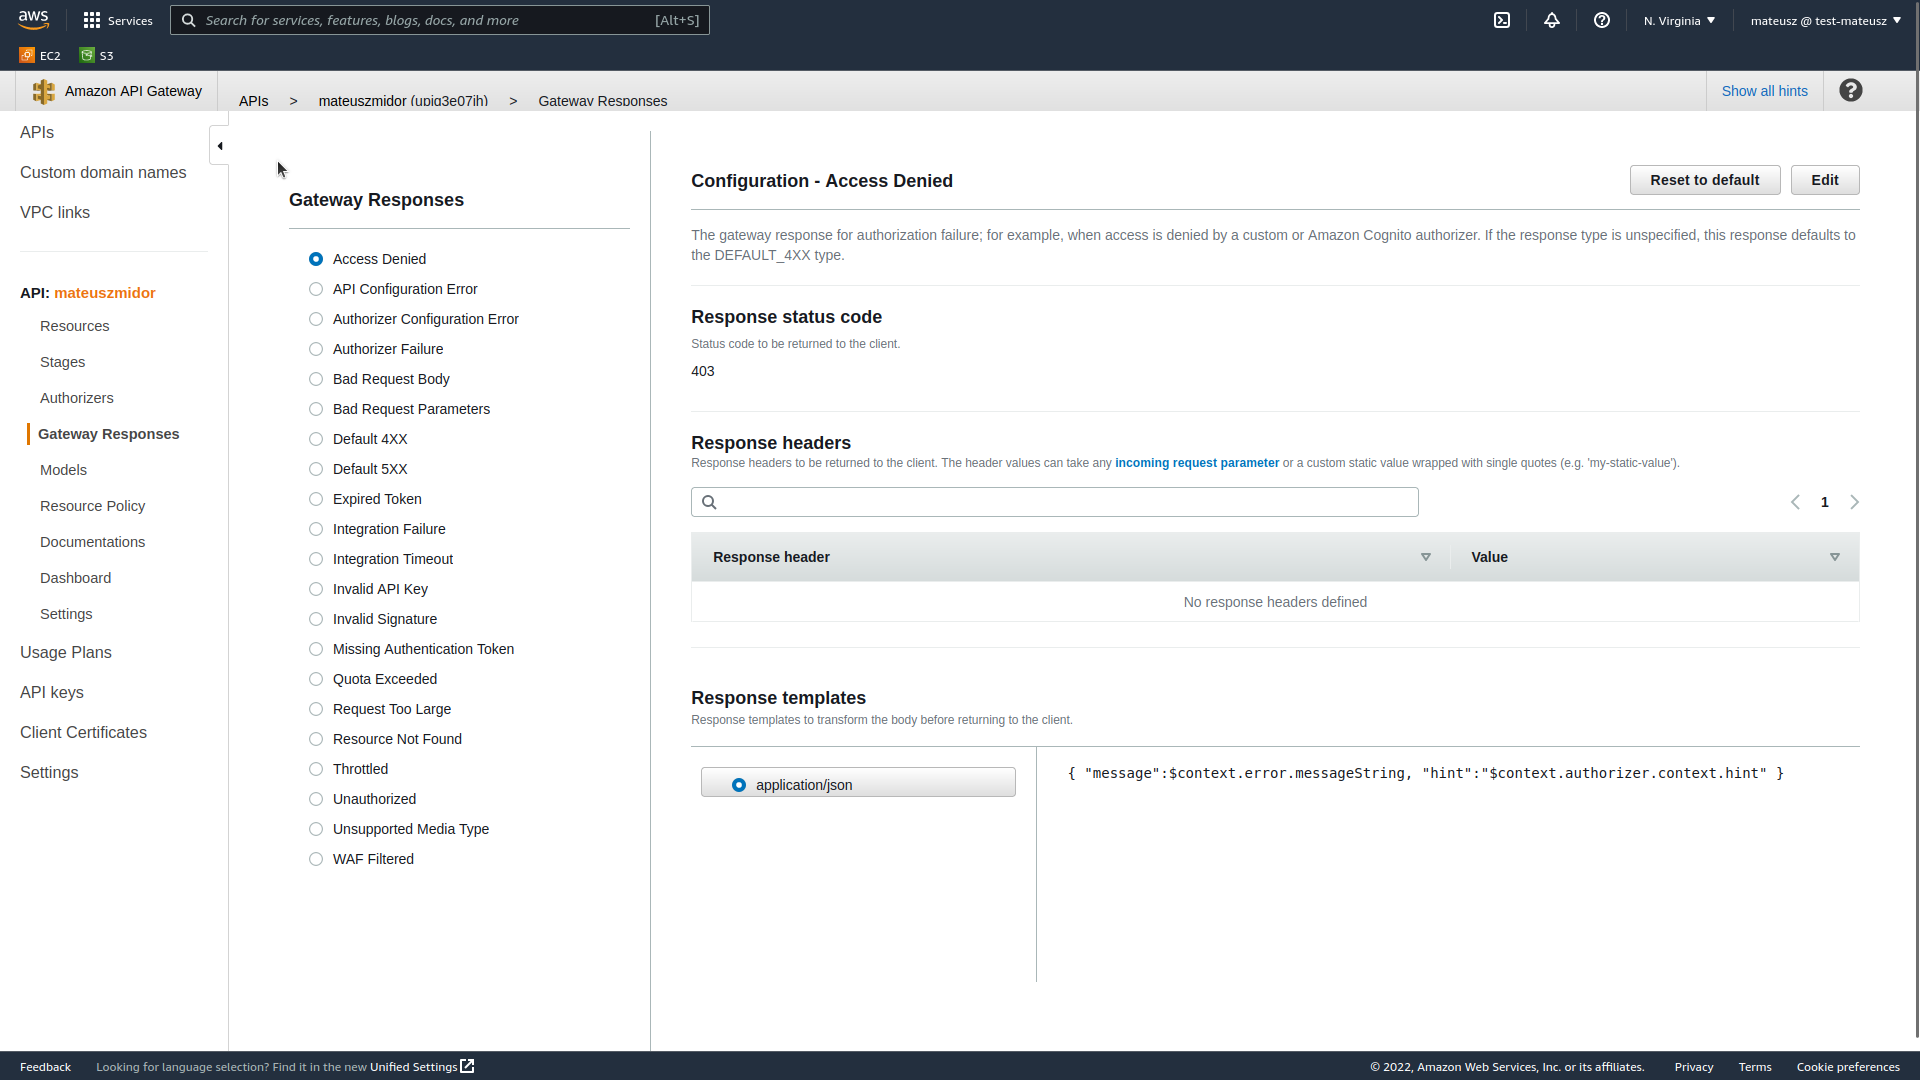 aws
Services
Search for services, features, blogs, docs, and more
[Alt+S]
N. Virginia
mateusz @ test-mateusz
EC2
S3
Amazon API Gateway
APIs > mateuszmidor (upiq3e07ih) > Gateway Responses
Show all hints
APIs
Custom domain names
VPC links
API: mateuszmidor
Resources
Stages
Authorizers
Gateway Responses
Models
Resource Policy
Documentations
Dashboard
Settings
Usage Plans
API keys
Client Certificates
Settings
Gateway Responses
Access Denied
API Configuration Error
Authorizer Configuration Error
Authorizer Failure
Bad Request Body
Bad Request Parameters
Default 4XX
Default 5XX
Expired Token
Integration Failure
Integration Timeout
Invalid API Key
Invalid Signature
Missing Authentication Token
Quota Exceeded
Request Too Large
Resource Not Found
Throttled
Unauthorized
Unsupported Media Type
WAF Filtered
Configuration - Access Denied
Reset to default
Edit
The gateway response for authorization failure; for example, when access is denied by a custom or Amazon Cognito authorizer. If the response type is unspecified, this response defaults to
the DEFAULT_4XX type.
Response status code
Status code to be returned to the client.
403
Response headers
Response headers to be returned to the client. The header values can take any incoming request parameter or a custom static value wrapped with single quotes (e.g. 'my-static-value').
1
Response header
Value
No response headers defined
Response templates
Response templates to transform the body before returning to the client.
application/json
{ "message":$context.error.messageString, "hint":"$context.authorizer.context.hint" }
Feedback
Looking for language selection? Find it in the new Unified Settings
© 2022, Amazon Web Services, Inc. or its affiliates.
Privacy
Terms
Cookie preferences